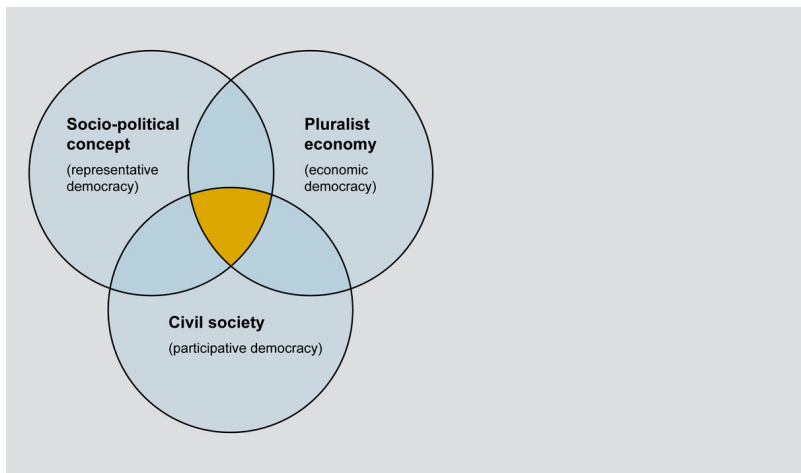 Socio-political
concept
(representative
democracy)
Pluralist
economy
(economic
democracy)
Civil society
(participative democracy)